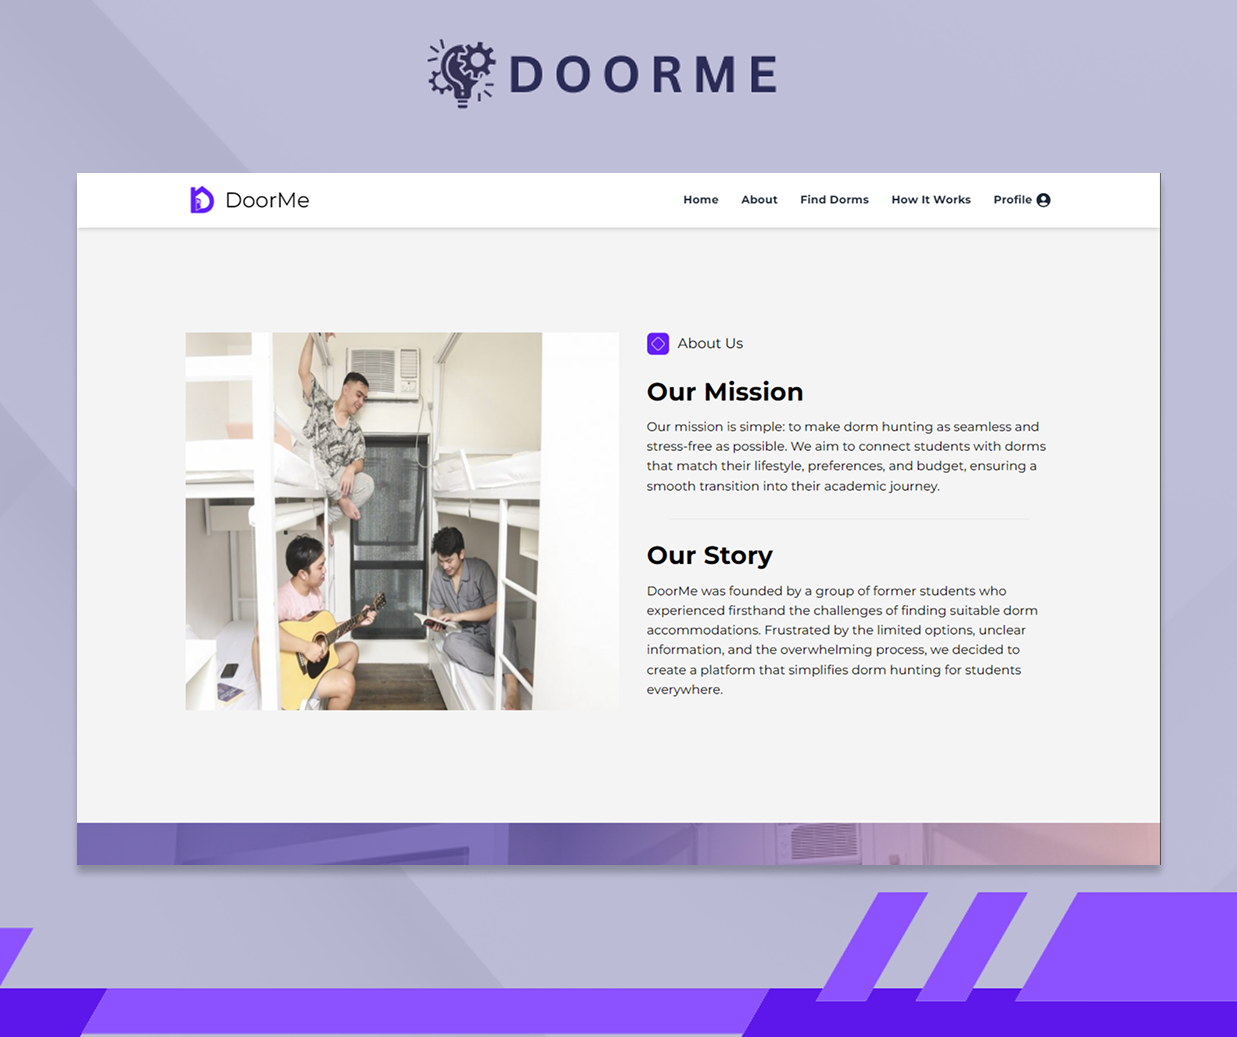 DOORME
DoorMe
Home About Find Dorms How It Works Profile
About Us
Our Mission
Our mission is simple: to make dorm hunting as seamless and
stress-free as possible. We aim to connect students with dorms
that match their lifestyle, preferences, and budget, ensuring a
smooth transition into their academic journey.
Our Story
DoorMe was founded by a group of former students who
experienced firsthand the challenges of finding suitable dorm
accommodations. Frustrated by the limited options, unclear
information, and the overwhelming process, we decided to
create a platform that simplifies dorm hunting for students
everywhere.